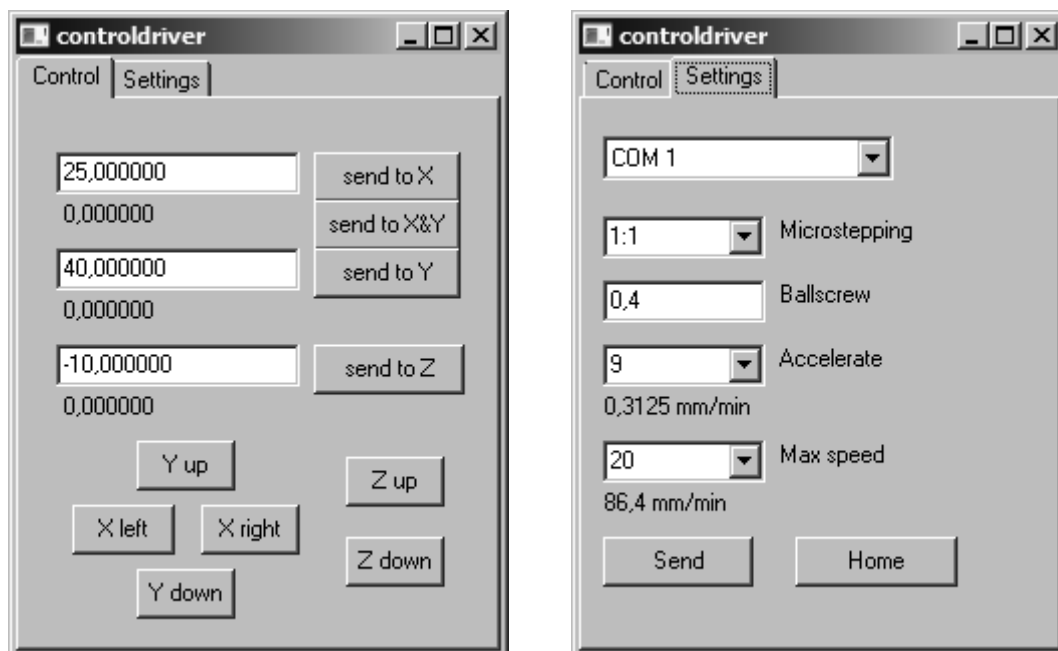 controldriver
Control Settings
25,000000
send to X
0,000000
send to X&Y
40,000000
send to Y
0,000000
-10,000000
send to Z
0,000000
Y up
Z up
X left
X right
Z down
Y down
controldriver
Control Settings
COM 1
1:1 Microstepping
0,4 Ballscrew
9 Accelerate
0,3125 mm/min
20 Max speed
86,4 mm/min
Send Home